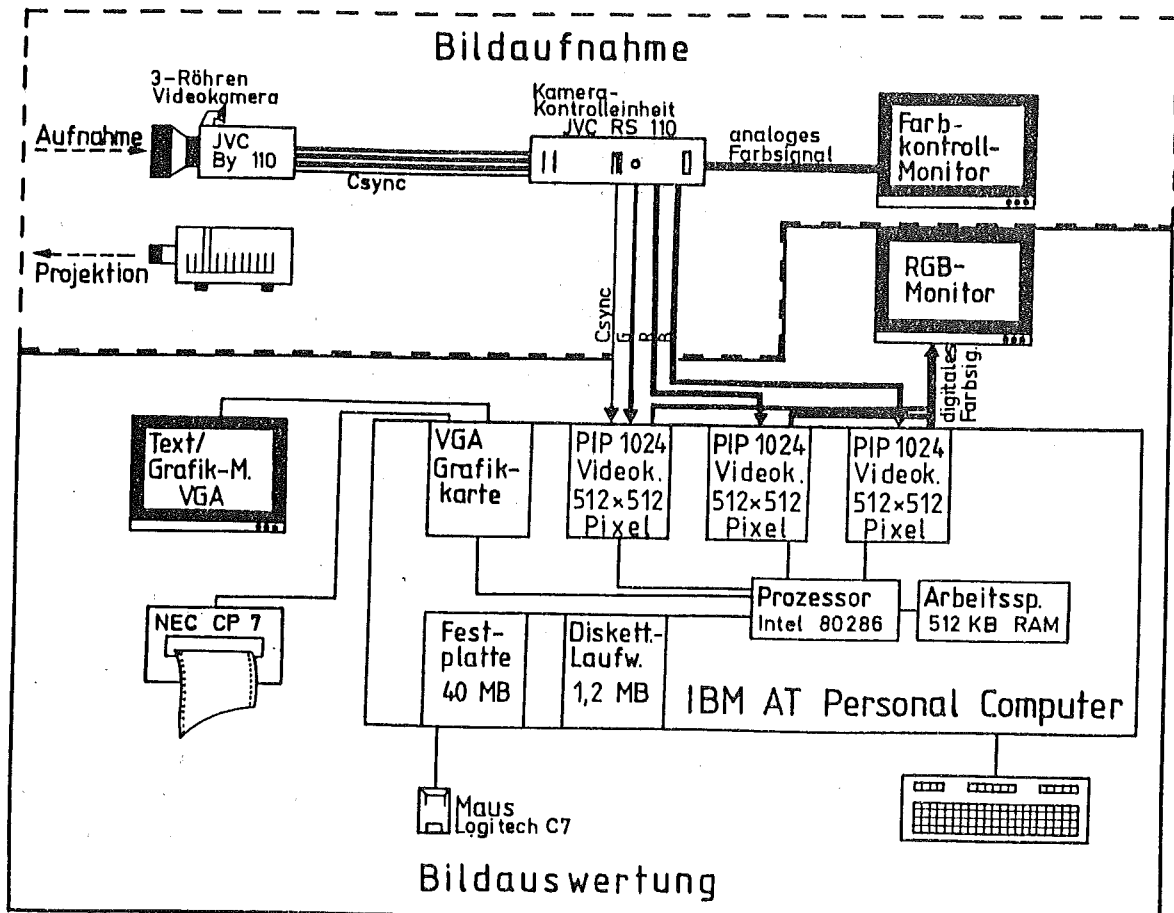 Bildaufnahme
3-Röhren
Videokamera
Aufnahme
JVC
By 110
Csync
Kamera-
Kontrolleinheit
JVC RS 110
analoges
Farbsignal
Farb-
kontroll-
Monitor
Projektion
RGB-
Monitor
Csync
G
R
B
digitales
Farbsig.
Text/
Grafik-M.
VGA
VGA
Grafik-
karte
PIP 1024
Videok.
512×512
Pixel
PIP 1024
Videok.
512×512
Pixel
PIP 1024
Videok.
512×512
Pixel
NEC CP 7
Prozessor
Intel 80286
Arbeitssp.
512 KB RAM
Fest-
platte
40 MB
Diskett.-
Laufw.
1,2 MB
IBM AT Personal Computer
Maus
Logitech C7
Bildauswertung